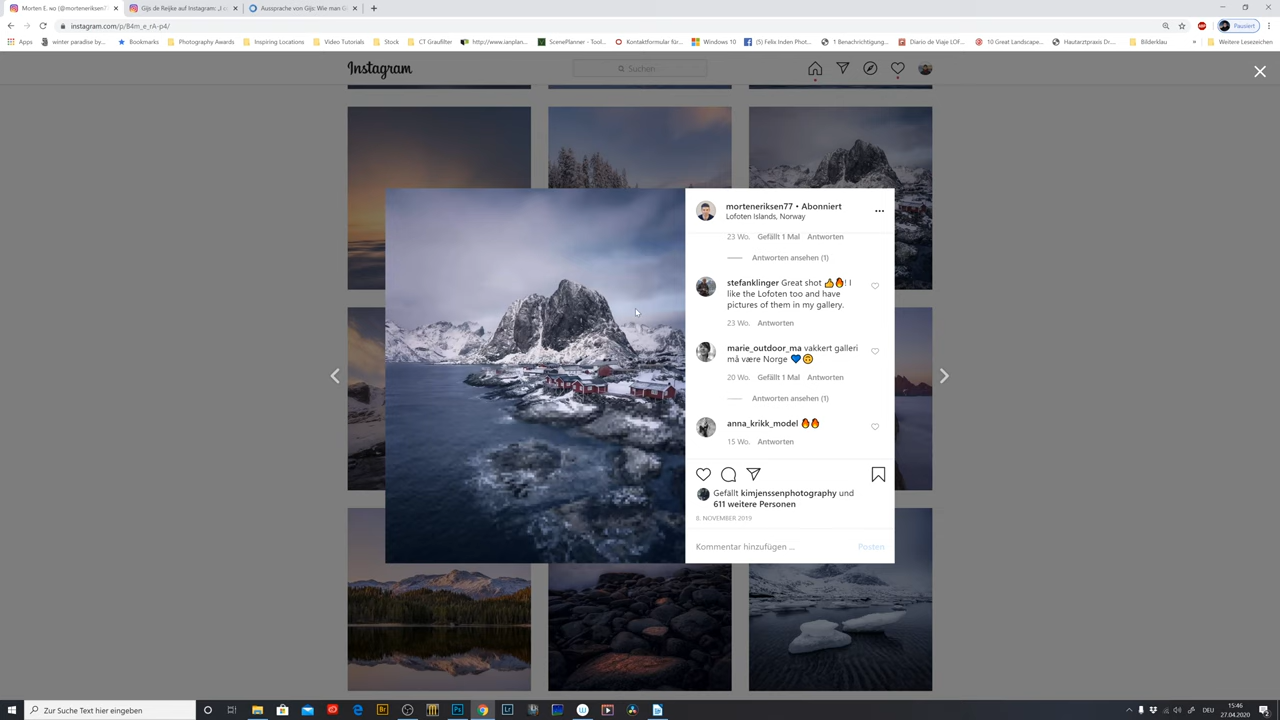 Morten E. wo (@morteneriksen7
Gijs de Reijke auf Instagram: „I c
Aussprache von Gijs: Wie man G
instagram.com/p/B4m_e_rA-p4/
Pausiert
Apps
winter paradise by...
Bookmarks
Photography Awards
Inspiring Locations
Video Tutorials
Stock
CT Graufilter
http://www.ianplan...
ScenePlanner - Tool...
Kontaktformular für...
Windows 10
(5) Felix Inden Phot...
1 Benachrichtigung...
Diario de Viaje LOF...
10 Great Landscape...
Hautarztpraxis Dr....
Bilderklau
»
Weitere Lesezeichen
Instagram
Suchen
morteneriksen77 • Abonniert
Lofoten Islands, Norway
23 Wo. Gefällt 1 Mal Antworten
Antworten ansehen (1)
stefanklinger Great shot 👍🔥! I
like the Lofoten too and have
pictures of them in my gallery.
23 Wo. Antworten
marie_outdoor_ma vakkert galleri
må være Norge 💙🙃
20 Wo. Gefällt 1 Mal Antworten
Antworten ansehen (1)
anna_krikk_model 🔥🔥
15 Wo. Antworten
Gefällt kimjenssenphotography und
611 weitere Personen
8. NOVEMBER 2019
Kommentar hinzufügen ...
Posten
Zur Suche Text hier eingeben
Br
Ps
Lr
DEU
15:46
27.04.2020